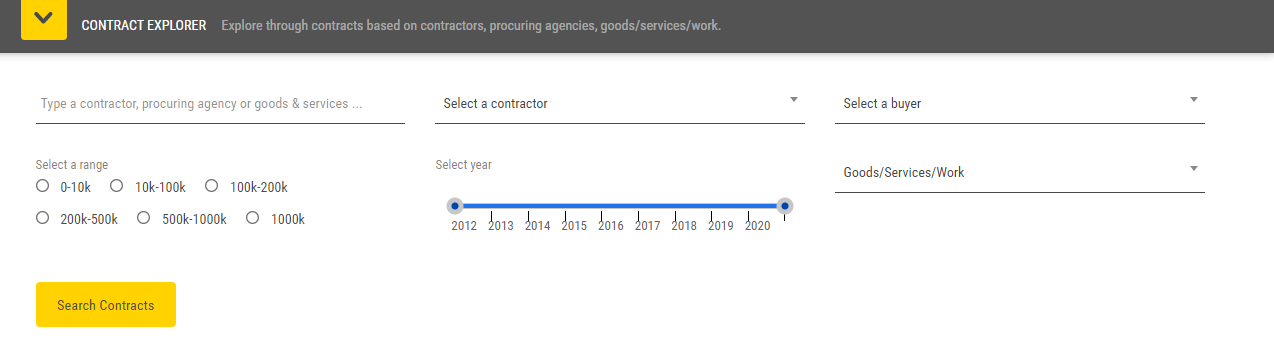 CONTRACT EXPLORER Explore through contracts based on contractors, procuring agencies, goods/services/work.
Type a contractor, procuring agency or goods & services ...
Select a contractor
Select a buyer
Select a range
0-10k 10k-100k 100k-200k
200k-500k 500k-1000k 1000k
Select year
2012 2013 2014 2015 2016 2017 2018 2019 2020
Goods/Services/Work
Search Contracts